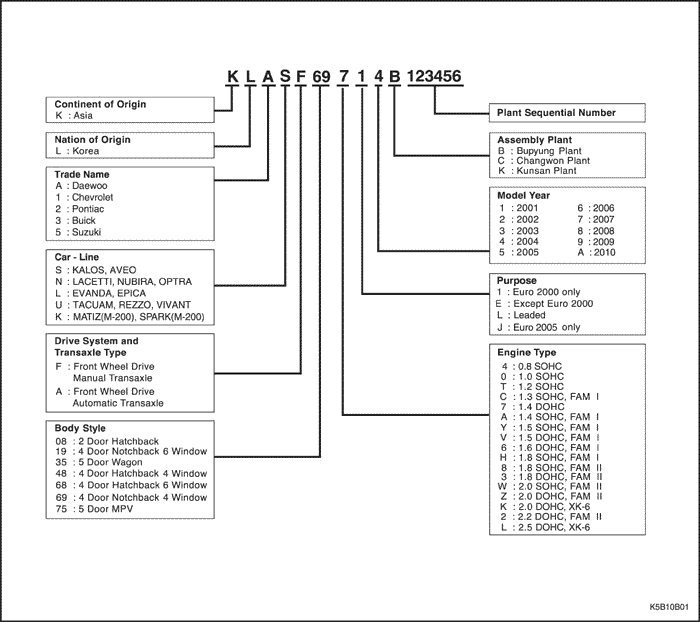 K L A S F 69 7 1 4 B 123456
Continent of Origin
K : Asia
Nation of Origin
L : Korea
Trade Name
A : Daewoo
1 : Chevrolet
2 : Pontiac
3 : Buick
5 : Suzuki
Car - Line
S : KALOS, AVEO
N : LACETTI, NUBIRA, OPTRA
L : EVANDA, EPICA
U : TACUAM, REZZO, VIVANT
K : MATIZ(M-200), SPARK(M-200)
Drive System and
Transaxle Type
F : Front Wheel Drive
Manual Transaxle
A : Front Wheel Drive
Automatic Transaxle
Body Style
08 : 2 Door Hatchback
19 : 4 Door Notchback 6 Window
35 : 5 Door Wagon
48 : 4 Door Hatchback 4 Window
68 : 4 Door Hatchback 6 Window
69 : 4 Door Notchback 4 Window
75 : 5 Door MPV
Plant Sequential Number
Assembly Plant
B : Bupyung Plant
C : Changwon Plant
K : Kunsan Plant
Model Year
1 : 2001 6 : 2006
2 : 2002 7 : 2007
3 : 2003 8 : 2008
4 : 2004 9 : 2009
5 : 2005 A : 2010
Purpose
1 : Euro 2000 only
E : Except Euro 2000
L : Leaded
J : Euro 2005 only
Engine Type
4 : 0.8 SOHC
0 : 1.0 SOHC
T : 1.2 SOHC
C : 1.3 SOHC, FAM I
7 : 1.4 DOHC
A : 1.4 SOHC, FAM I
Y : 1.5 SOHC, FAM I
V : 1.5 DOHC, FAM I
6 : 1.6 DOHC, FAM I
H : 1.8 SOHC, FAM I
8 : 1.8 SOHC, FAM II
3 : 1.8 DOHC, FAM II
W : 2.0 SOHC, FAM II
Z : 2.0 DOHC, FAM II
K : 2.0 DOHC, XK-6
2 : 2.2 DOHC, FAM II
L : 2.5 DOHC, XK-6
K5B10B01